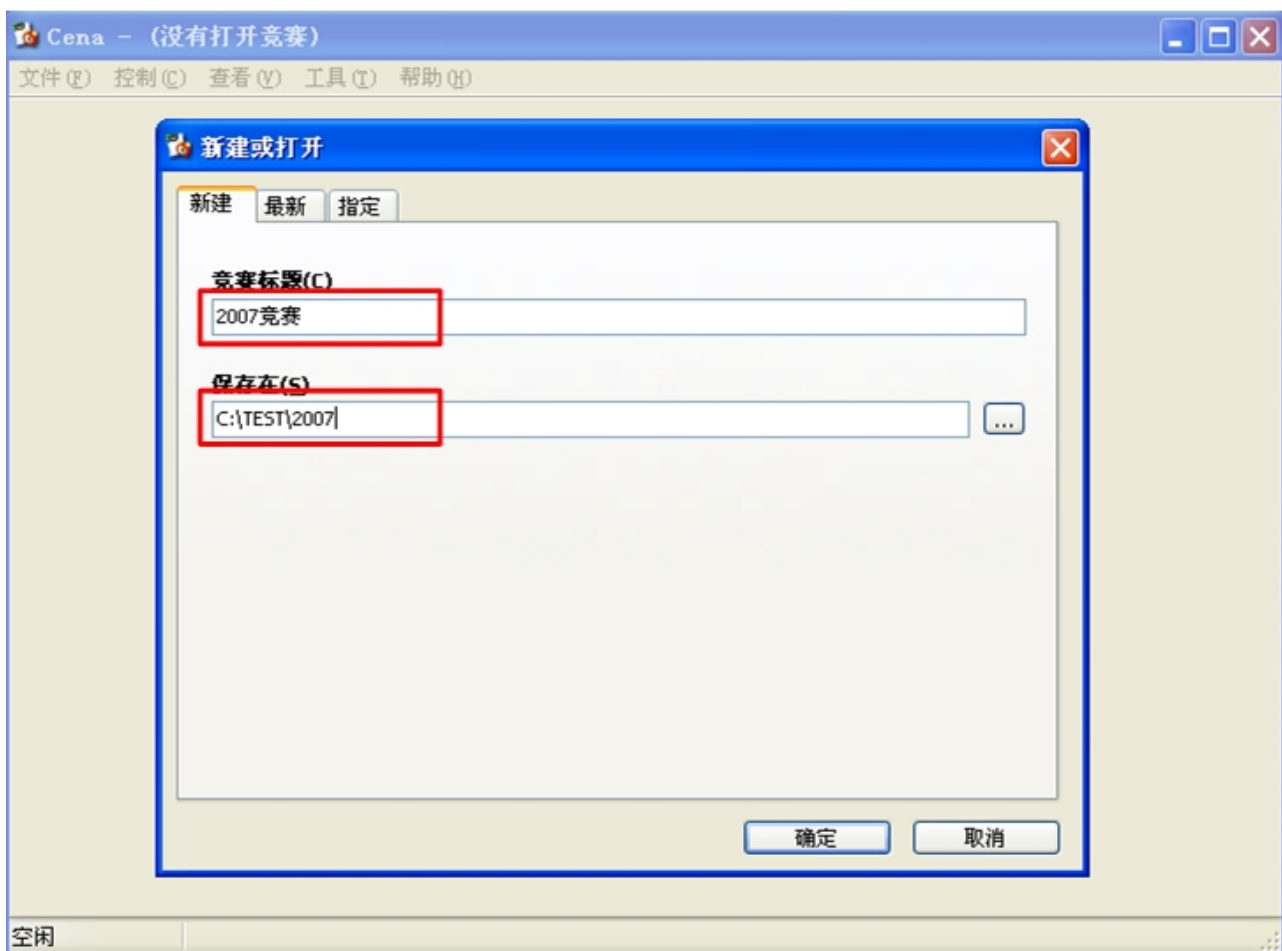 Cena - (没有打开竞赛)
文件(F) 控制(C) 查看(V) 工具(T) 帮助(H)
新建或打开
新建 最新 指定
竞赛标题(C)
2007竞赛
保存在(S)
C:\TEST\2007
...
确定 取消
空闲